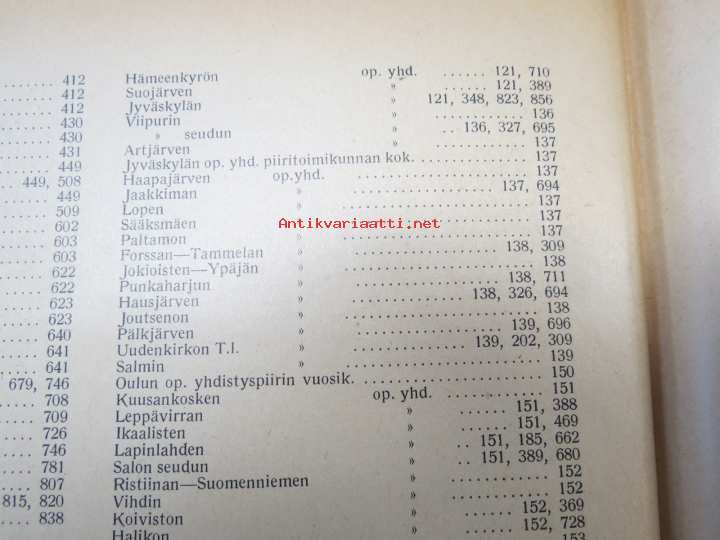 412
412
412
430
430
431
449
449, 508
449
509
602
603
603
622
622
623
623
640
641
641
679, 746
708
709
726
746
781
807
815, 820
838
Hämeenkyrön op. yhd. ...... 121, 710
Suojärven » ...... 121, 389
Jyväskylän » 121, 348, 823, 856
Viipurin » ............. 136
» seudun » .. 136, 327, 695
Artjärven » ............. 137
Jyväskylän op. yhd. piiritoimikunnan kok. ............. 137
Haapajärven op.yhd. ..................... 137
Jaakkiman » ..................... 137, 694
Lopen » ........................ 137
Sääksmäen » ........................ 137
Paltamon » ........................ 137
Forssan—Tammelan » ................. 138, 309
Jokioisten—Ypäjän » ........................ 138
Punkaharjun » ................. 138, 711
Hausjärven » ............. 138, 326, 694
Joutsenon » ........................ 138
Pälkjärven » ................. 139, 696
Uudenkirkon T.l. » ............. 139, 202, 309
Salmin » ........................ 139
Oulun op. yhdistyspiirin vuosik. ..................... 150
Kuusankosken op. yhd. ............. 151
Leppävirran » ...... 151, 388
Ikaalisten » ...... 151, 469
Lapinlahden » .. 151, 185, 662
Salon seudun » .. 151, 389, 680
Ristiinan—Suomenniemen » ............. 152
Vihdin » ............. 152
Koiviston » ...... 152, 369
Halikon » ...... 152, 728
153
Antikvariaatti.net